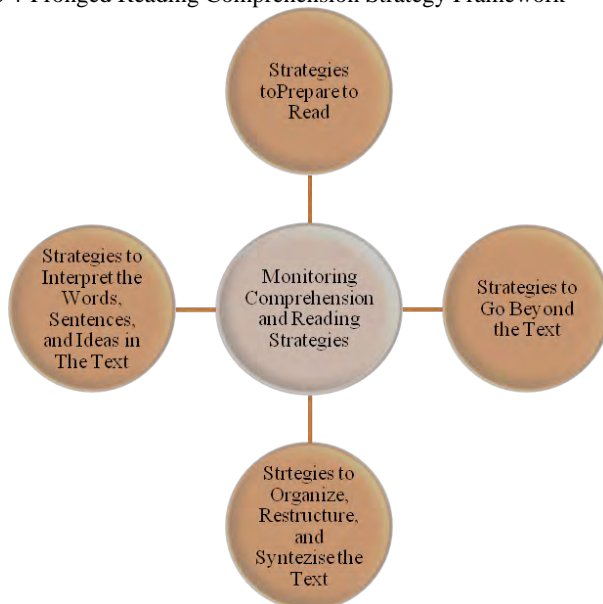 4-Pronged Reading Comprehension Strategy Framework
Strategies
toPrepare to
Read
Strategies to
Interpret the
Words,
Sentences,
and Ideas in
The Text
Monitoring
Comprehension
and Reading
Strategies
Strategies to
Go Beyond
the Text
Strtegies to
Organize,
Restructure,
and
Syntezise the
Text